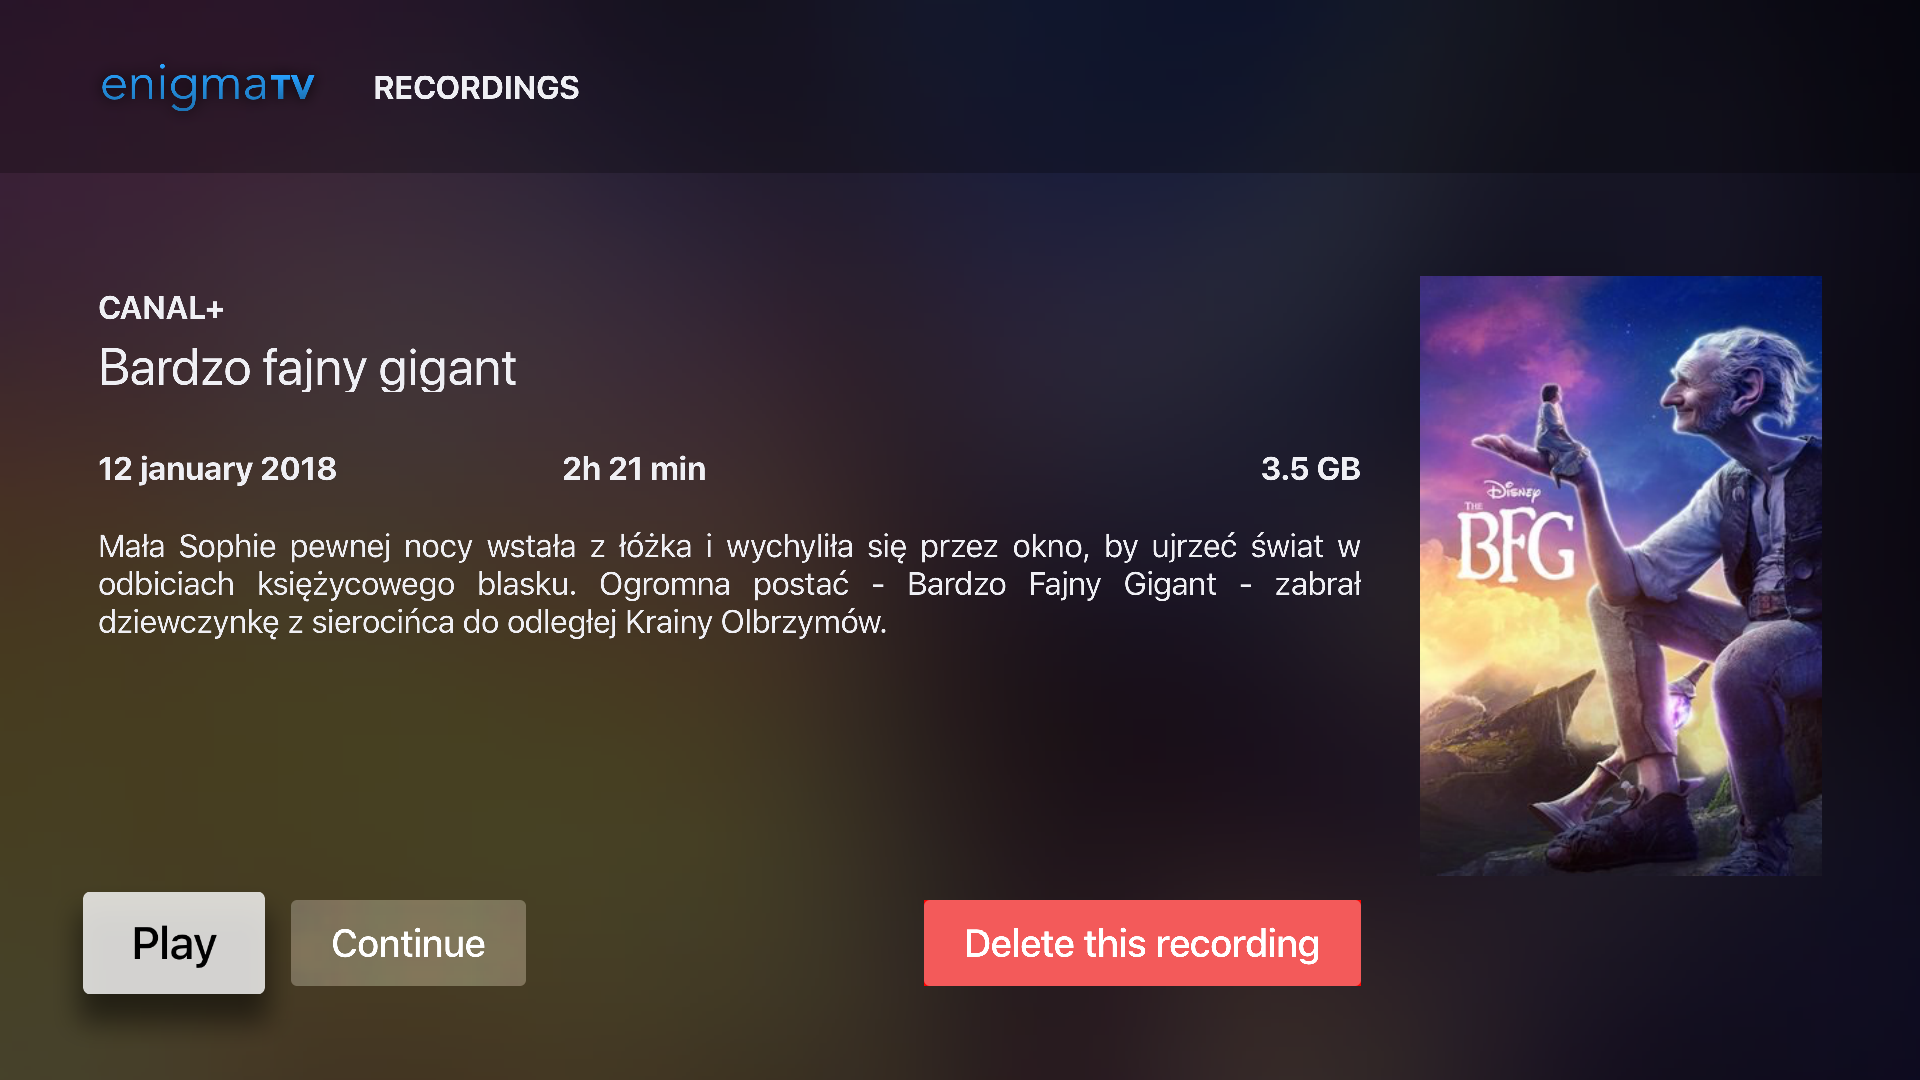 enigmaTV RECORDINGS
CANAL+
Bardzo fajny gigant
12 january 2018 2h 21 min 3.5 GB
Mała Sophie pewnej nocy wstała z łóżka i wychyliła się przez okno, by ujrzeć świat w
odbiciach księżycowego blasku. Ogromna postać - Bardzo Fajny Gigant - zabrał
dziewczynkę z sierocińca do odległej Krainy Olbrzymów.
DISNEY
THE
BFG
Play Continue Delete this recording